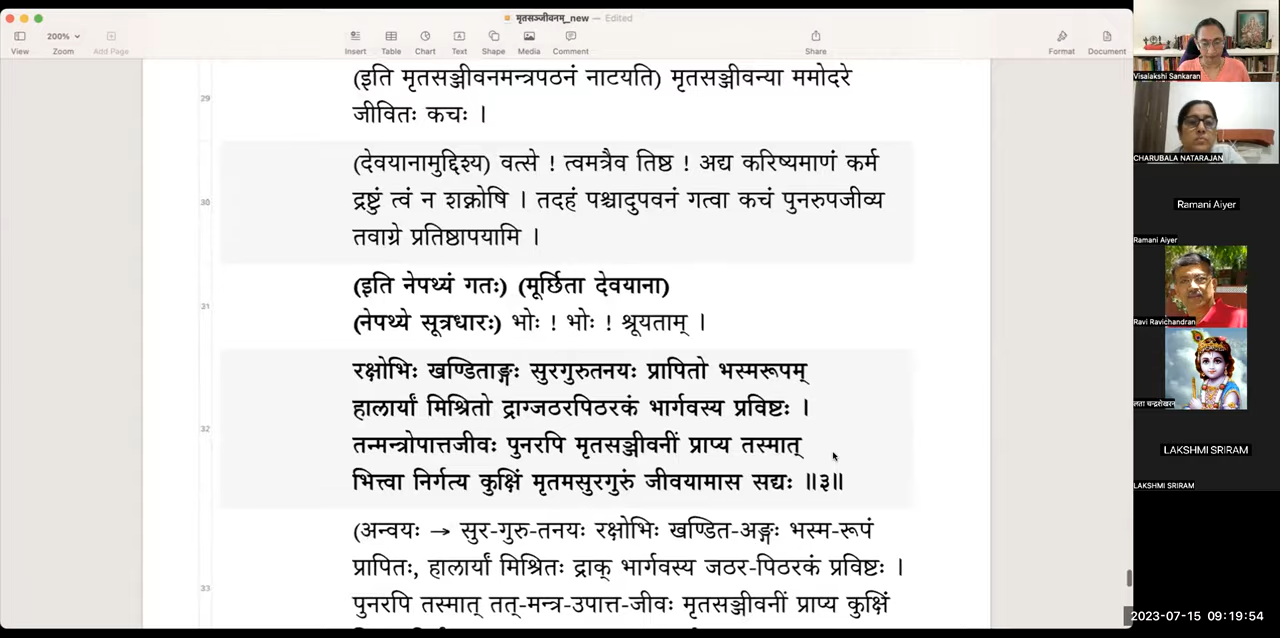 मृतसञ्जीवनम्_new — Edited
View
200%
Zoom
Add Page
Insert
Table
Chart
Text
Shape
Media
Comment
Share
Format
Document
29
(इति मृतसञ्जीवनमन्त्रपठनं नाटयति) मृतसञ्जीवन्या ममोदरे
जीवितः कचः ।
30
(देवयानामुद्दिश्य) वत्से ! त्वमत्रैव तिष्ठ ! अद्य करिष्यमाणं कर्म
द्रष्टुं त्वं न शक्नोषि । तदहं पश्चादुपवनं गत्वा कचं पुनरुपजीव्य
तवाग्रे प्रतिष्ठापयामि ।
31
(इति नेपथ्यं गतः) (मूर्छिता देवयाना)
(नेपथ्ये सूत्रधारः) भोः ! भोः ! श्रूयताम् ।
32
रक्षोभिः खण्डिताङ्गः सुरगुरुतनयः प्रापितो भस्मरूपम्
हालार्यां मिश्रितो द्राग्जठरपिठरकं भार्गवस्य प्रविष्टः ।
तन्मन्त्रोपात्तजीवः पुनरपि मृतसञ्जीवनीं प्राप्य तस्मात्
भित्त्वा निर्गत्य कुक्षिं मृतमसुरगुरुं जीवयामास सद्यः ॥३॥
33
(अन्वयः → सुर-गुरु-तनयः रक्षोभिः खण्डित-अङ्गः भस्म-रूपं
प्रापितः, हालार्यां मिश्रितः द्राक् भार्गवस्य जठर-पिठरकं प्रविष्टः ।
पुनरपि तस्मात् तत्-मन्त्र-उपात्त-जीवः मृतसञ्जीवनीं प्राप्य कुक्षिं
Visalakshi Sankaran
CHARUBALA NATARAJAN
Ramani Aiyer
Ramani Aiyer
Ravi Ravichandran
लता चन्द्रशेखरन
LAKSHMI SRIRAM
LAKSHMI SRIRAM
2023-07-15 09:19:54